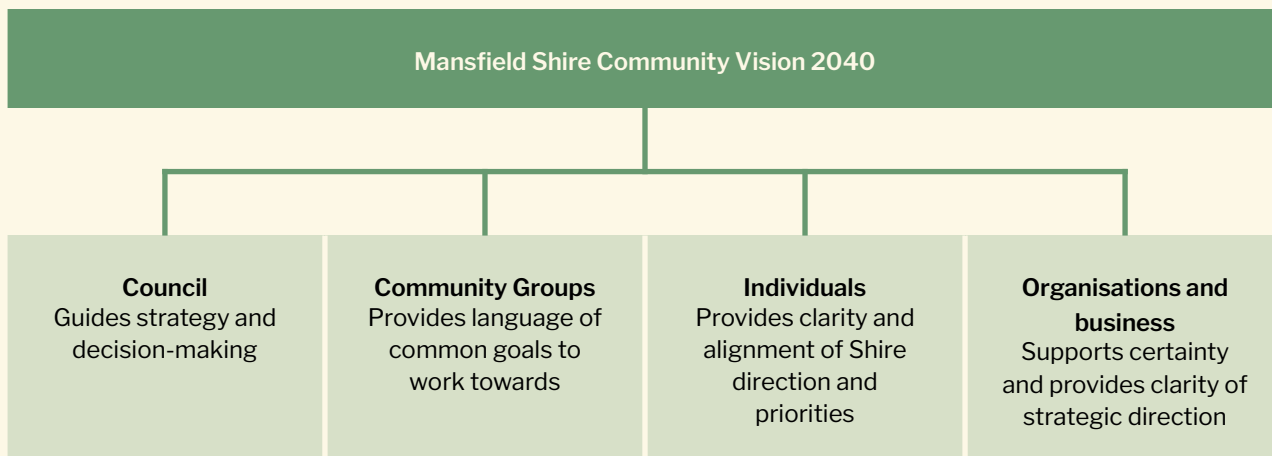 Mansfield Shire Community Vision 2040
Council
Guides strategy and
decision-making
Community Groups
Provides language of
common goals to
work towards
Individuals
Provides clarity and
alignment of Shire
direction and
priorities
Organisations and
business
Supports certainty
and provides clarity of
strategic direction